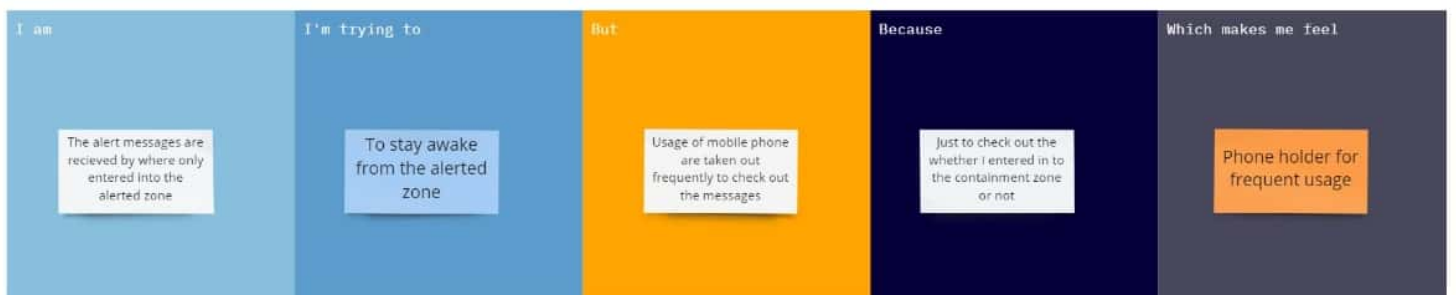 I am
The alert messages are
recieved by where only
entered into the
alerted zone
I'm trying to
To stay awake
from the alerted
zone
But
Usage of mobile phone
are taken out
frequently to check out
the messages
Because
Just to check out the
whether I entered in to
the containment zone
or not
Which makes me feel
Phone holder for
frequent usage